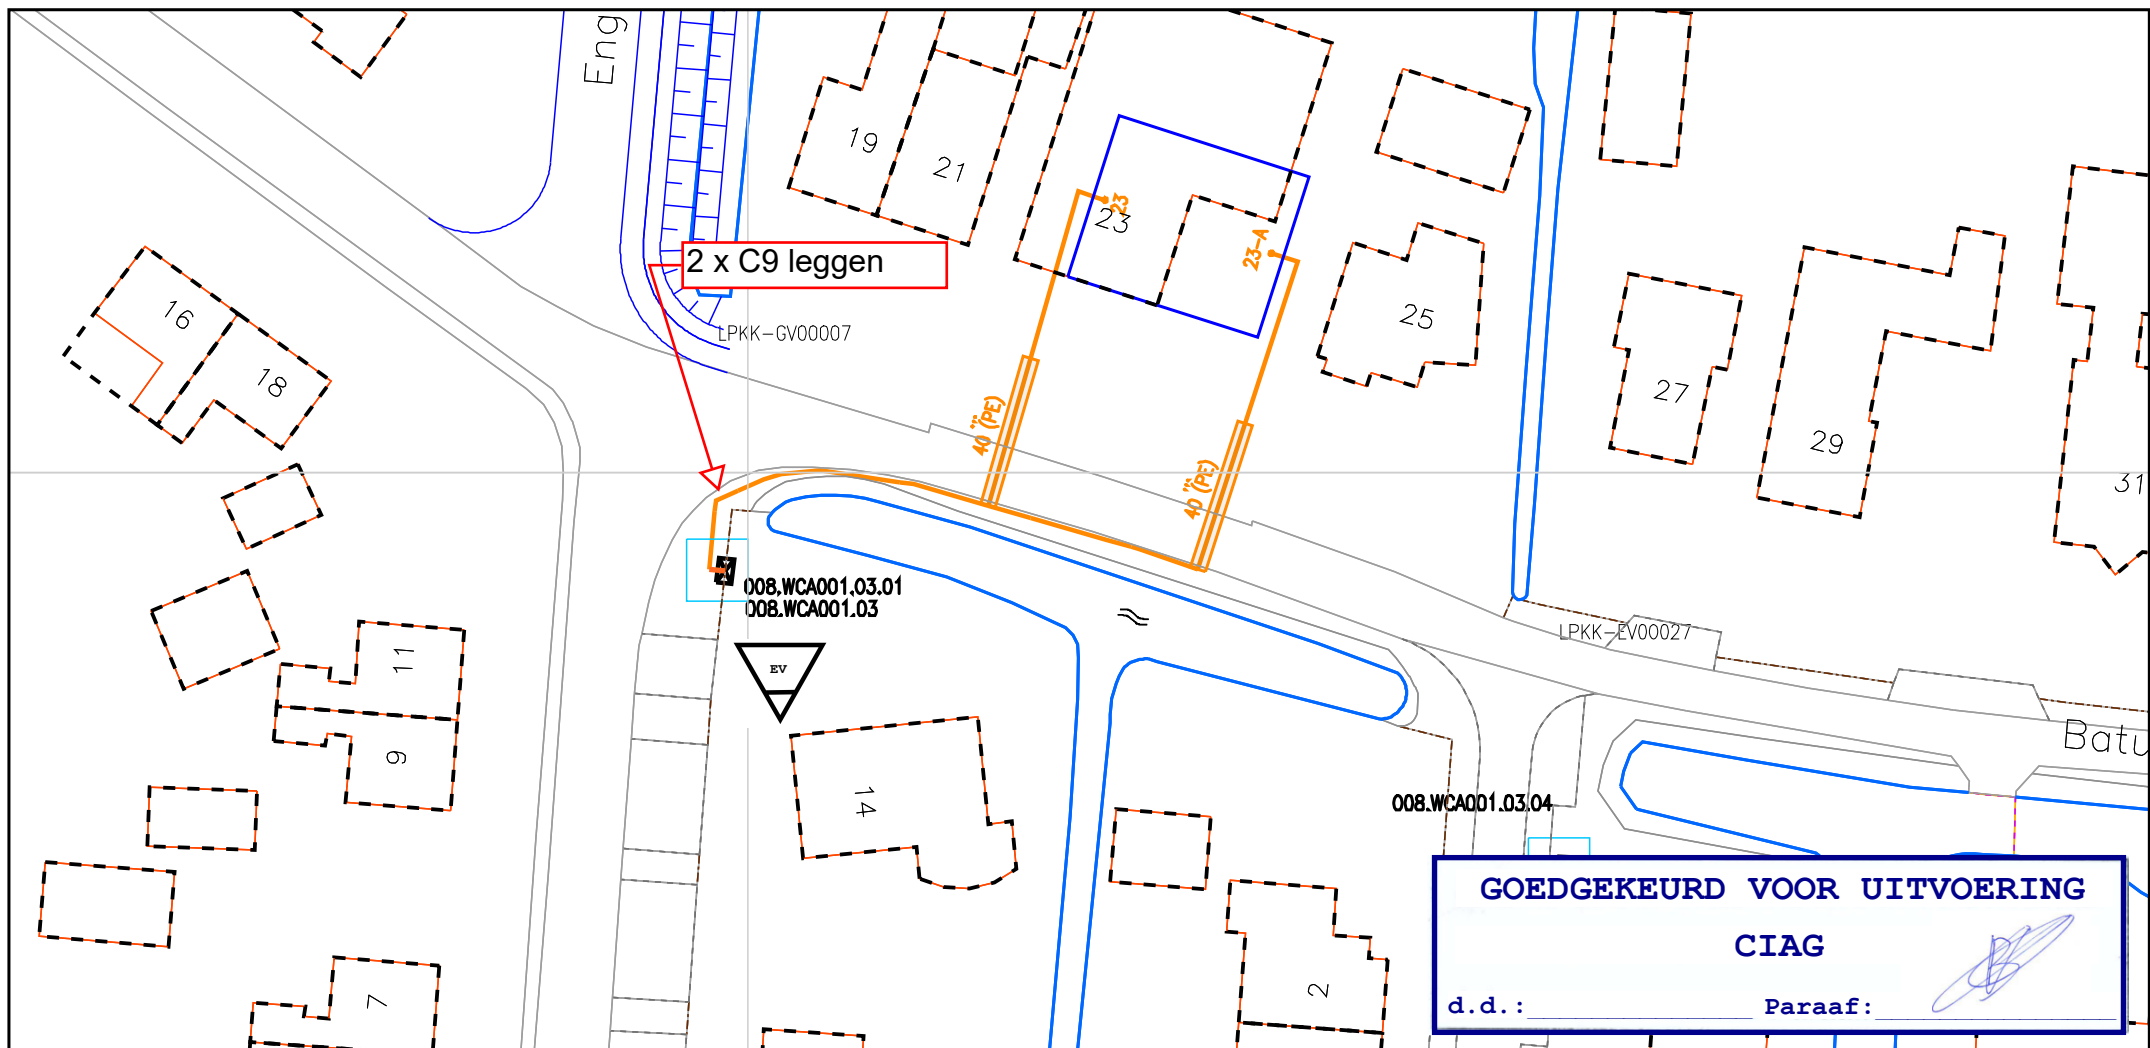 Eng
19
21
23
23
23-A
2 x C9 leggen
LPKK-GV00007
16
18
25
27
29
31
40 (PE)
40 (PE)
008.WCA001.03.01
008.WCA001.03
EV
LPKK-EV00027
11
9
14
Batu
008.WCA001.03.04
7
2
GOEDGEKEURD VOOR UITVOERING
CIAG
d.d.: Paraaf: